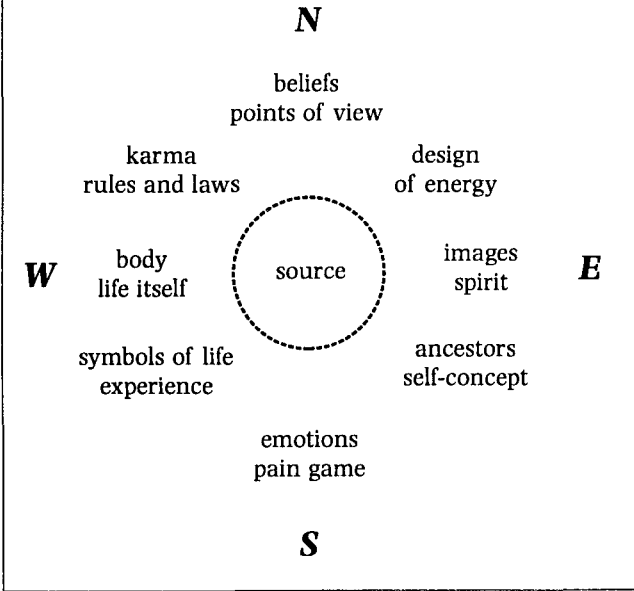 N
beliefs
points of view
karma
rules and laws
design
of energy
W
body
life itself
source
images
spirit
E
symbols of life
experience
ancestors
self-concept
emotions
pain game
S